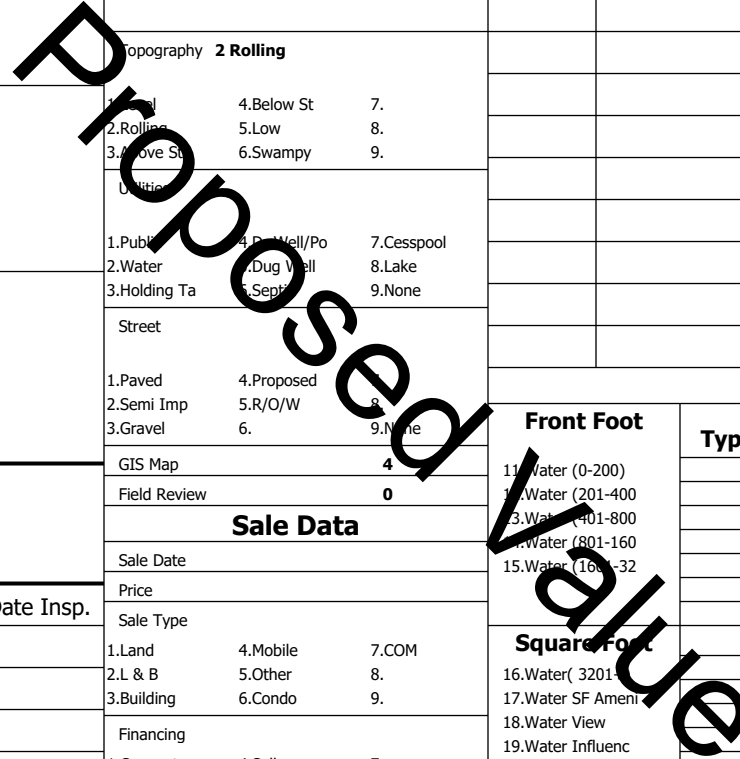 Topography 2 Rolling
1.Level 4.Below St 7.
2.Rolling 5.Low 8.
3.Above St 6.Swampy 9.
Utilities
1.Public 4.Dr Well/Po 7.Cesspool
2.Water 5.Dug Well 8.Lake
3.Holding Ta 6.Septic 9.None
Street
1.Paved 4.Proposed 7.
2.Semi Imp 5.R/O/W 8.
3.Gravel 6. 9.None
GIS Map 4
Field Review 0
Sale Data
Sale Date
Price
Sale Type
1.Land 4.Mobile 7.COM
2.L & B 5.Other 8.
3.Building 6.Condo 9.
Financing
Date Insp.
Front Foot
Typ
11.Water (0-200)
12.Water (201-400
13.Water (401-800
14.Water (801-160
15.Water (1601-32
Square Foot
16.Water( 3201-
17.Water SF Ameni
18.Water View
19.Water Influenc
Proposed Value